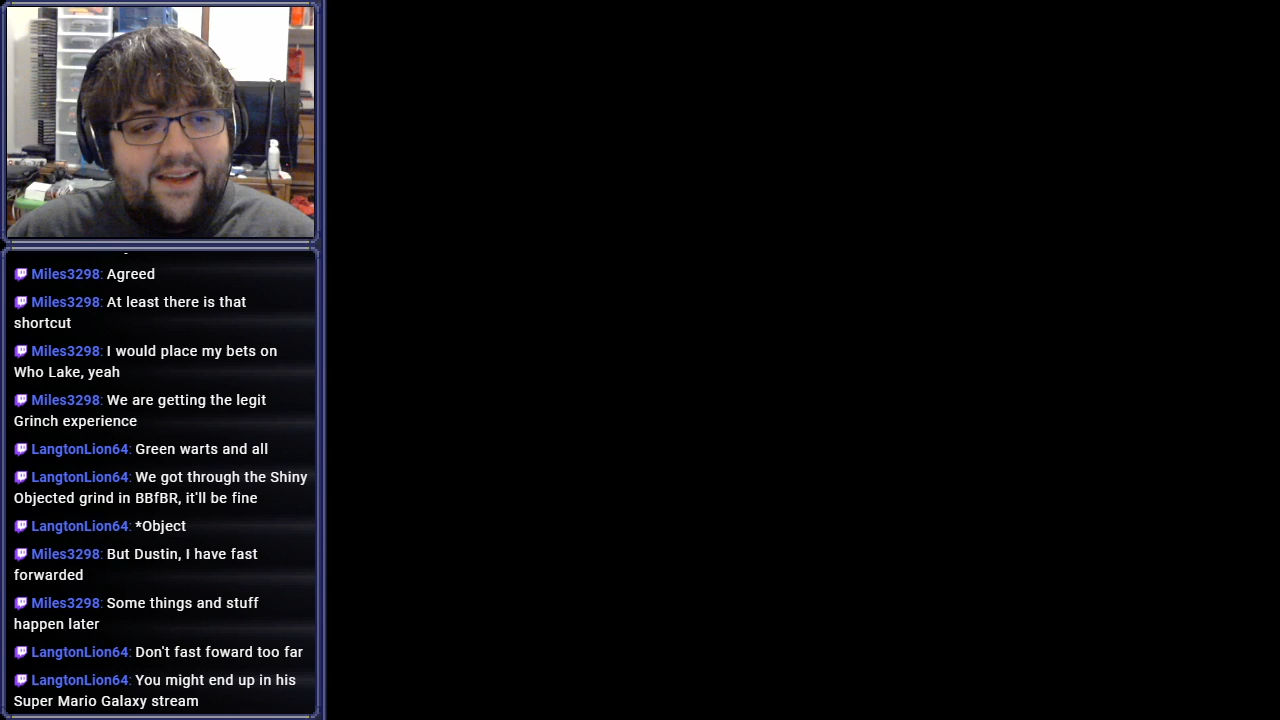 Miles3298: Agreed
Miles3298: At least there is that
shortcut
Miles3298: I would place my bets on
Who Lake, yeah
Miles3298: We are getting the legit
Grinch experience
LangtonLion64: Green warts and all
LangtonLion64: We got through the Shiny
Objected grind in BBfBR, it'll be fine
LangtonLion64: *Object
Miles3298: But Dustin, I have fast
forwarded
Miles3298: Some things and stuff
happen later
LangtonLion64: Don't fast foward too far
LangtonLion64: You might end up in his
Super Mario Galaxy stream